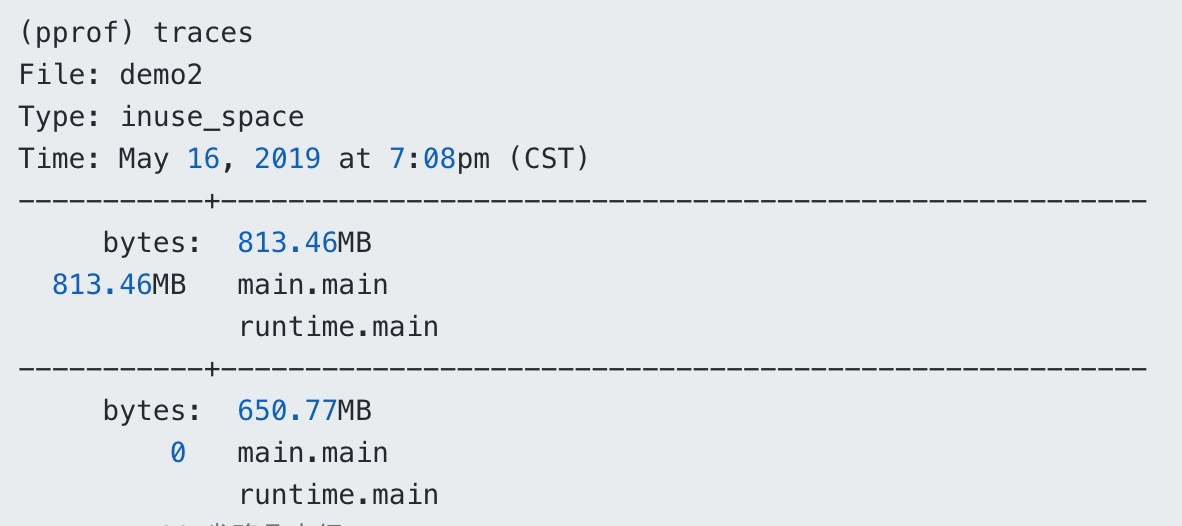 (pprof) traces
File: demo2
Type: inuse_space
Time: May 16, 2019 at 7:08pm (CST)
-----------+-------------------------------------------------------
bytes: 813.46MB
813.46MB main.main
runtime.main
-----------+-------------------------------------------------------
bytes: 650.77MB
0 main.main
runtime.main